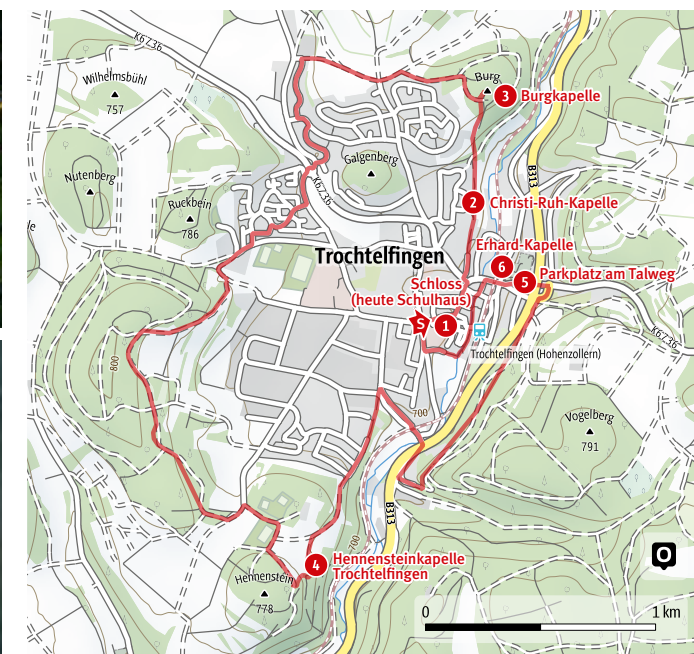 K6736
Wilhelmsbühl
757
Burg
3 Burgkapelle
B313
Galgenberg
K6736
Nutenberg
Ruckbein
786
2 Christi-Ruh-Kapelle
Erhard-Kapelle
6
Trochtelfingen
5 Parkplatz am Talweg
Schloss
(heute Schulhaus)
S 1
K6736
Trochtelfingen (Hohenzollern)
800
700
Vogelberg
791
B313
700
4 Hennensteinkapelle
Trochtelfingen
Hennenstein
778
0 1 km